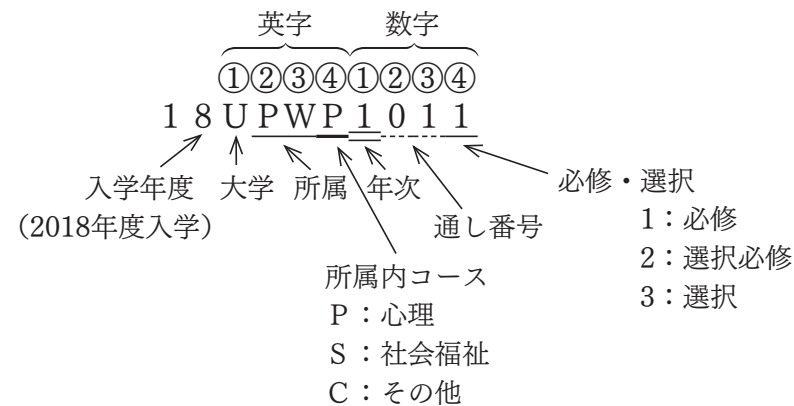 英字 数字
①②③④①②③④
18UPWP1011
入学年度 大学 所属 年次 必修・選択
(2018年度入学) 通し番号 1：必修
2：選択必修
所属内コース 3：選択
P：心理
S：社会福祉
C：その他